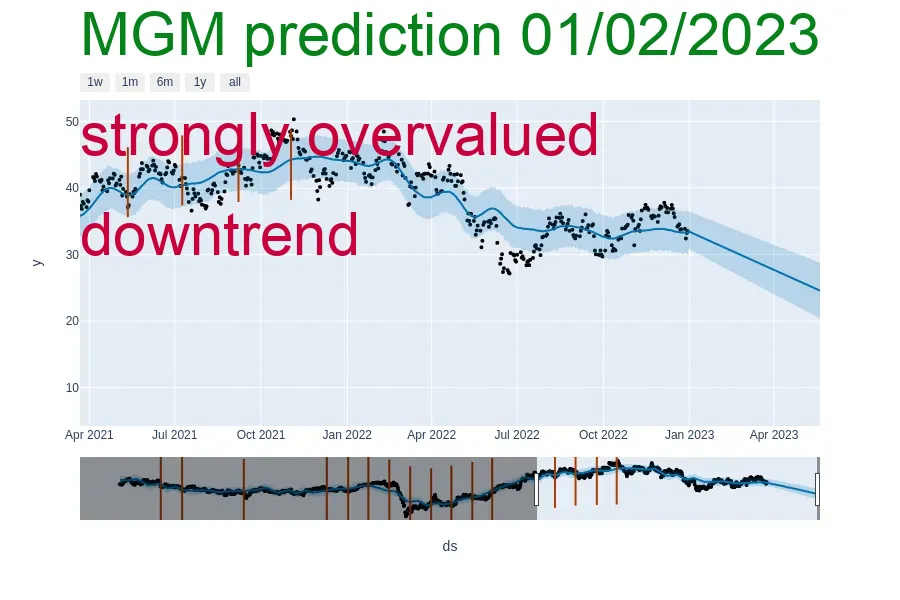 MGM prediction 01/02/2023
1w 1m 6m 1y all
50
strongly overvalued
40
downtrend
30
y
20
10
Apr 2021 Jul 2021 Oct 2021 Jan 2022 Apr 2022 Jul 2022 Oct 2022 Jan 2023 Apr 2023
ds